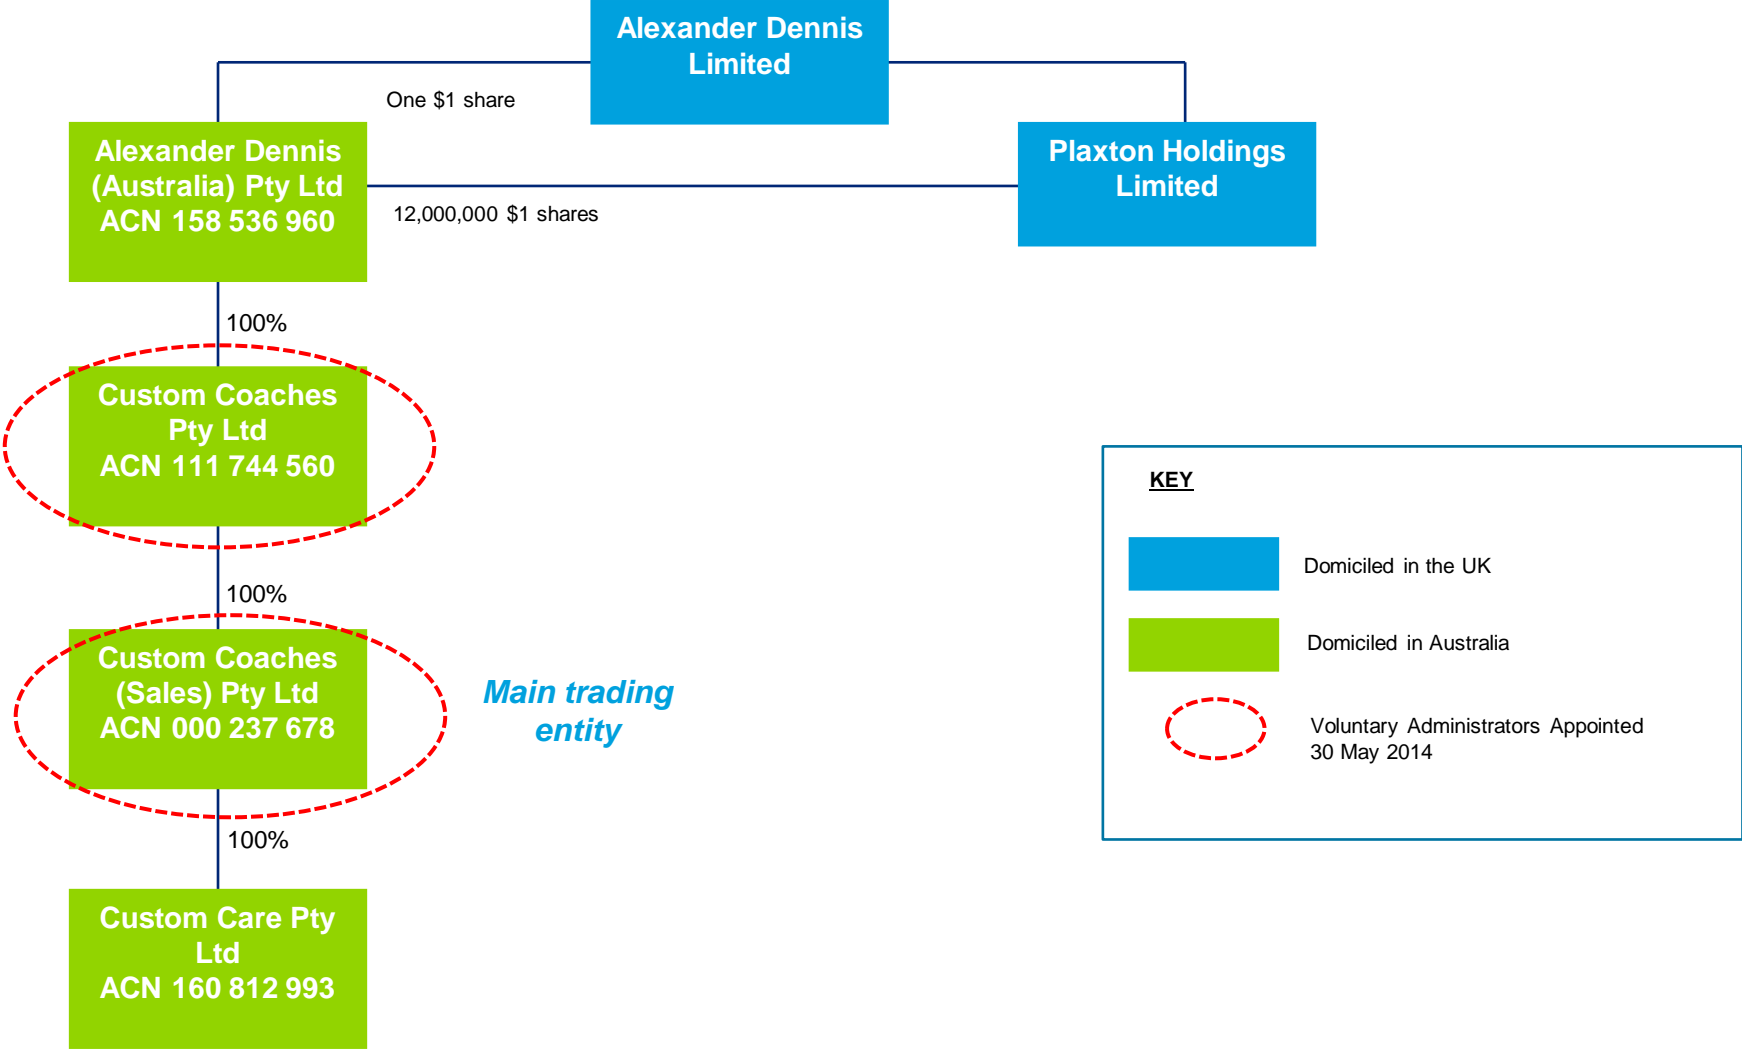 Alexander Dennis
Limited
One $1 share
Alexander Dennis
(Australia) Pty Ltd
ACN 158 536 960
Plaxton Holdings
Limited
12,000,000 $1 shares
100%
Custom Coaches
Pty Ltd
ACN 111 744 560
100%
Custom Coaches
(Sales) Pty Ltd
ACN 000 237 678
Main trading
entity
100%
Custom Care Pty
Ltd
ACN 160 812 993
KEY
Domiciled in the UK
Domiciled in Australia
Voluntary Administrators Appointed
30 May 2014